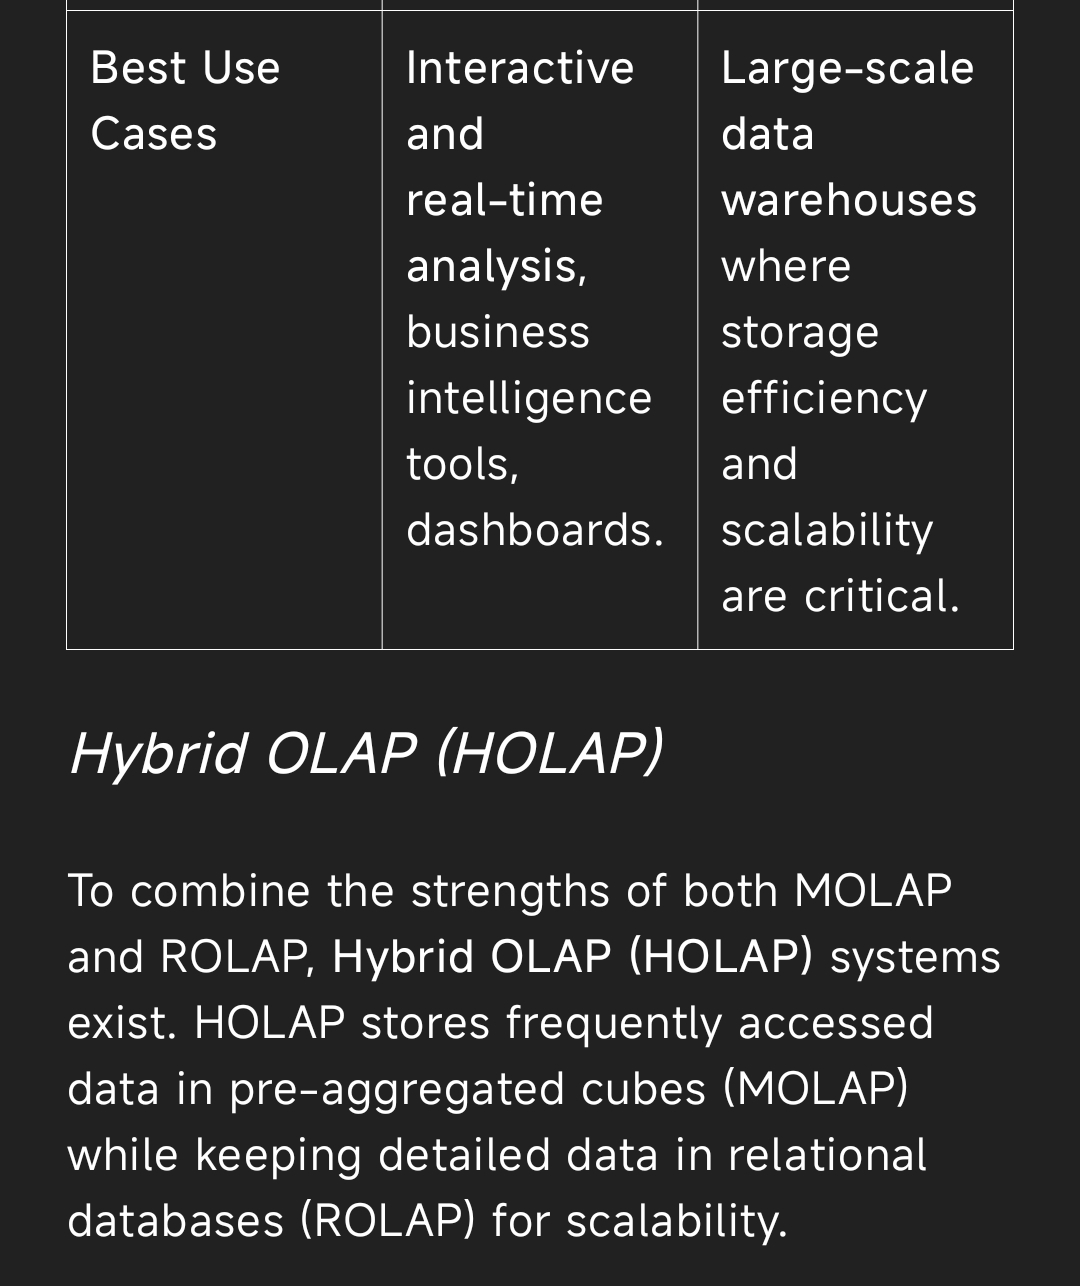 Best Use
Cases
Interactive
and
real-time
analysis,
business
intelligence
tools,
dashboards.
Large-scale
data
warehouses
where
storage
efficiency
and
scalability
are critical.
Hybrid OLAP (HOLAP)
To combine the strengths of both MOLAP
and ROLAP, Hybrid OLAP (HOLAP) systems
exist. HOLAP stores frequently accessed
data in pre-aggregated cubes (MOLAP)
while keeping detailed data in relational
databases (ROLAP) for scalability.